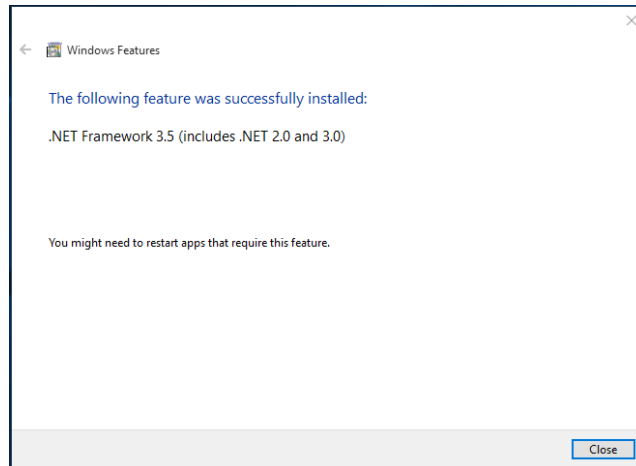 Windows Features
The following feature was successfully installed:
.NET Framework 3.5 (includes .NET 2.0 and 3.0)
You might need to restart apps that require this feature.
Close